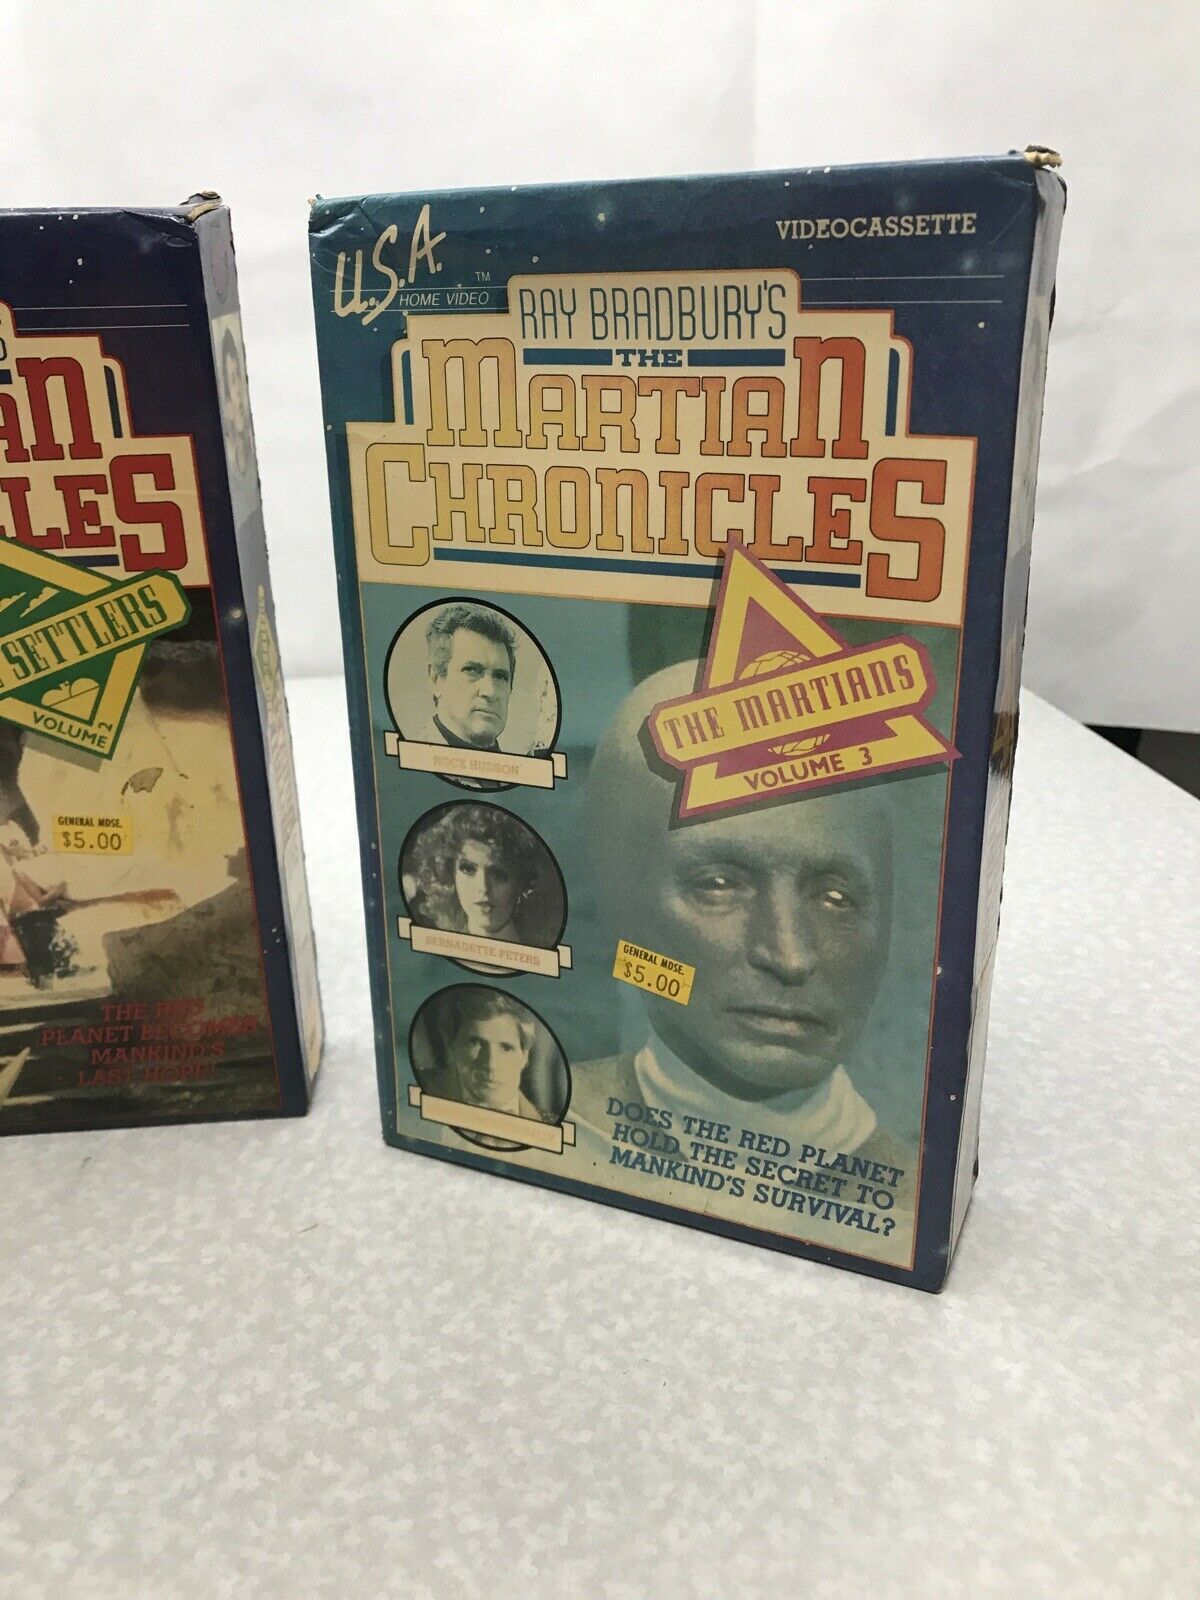 SETTLERS
VOLUME 2
GENERAL MDSE.
$5.00
THE RED
PLANET BECOMES
MANKIND'S
LAST HOPE!
U.S.A. ™
HOME VIDEO
VIDEOCASSETTE
RAY BRADBURY'S
THE
MARTIAN
CHRONICLES
THE MARTIANS
VOLUME 3
ROCK HUDSON
BERNADETTE PETERS
GENERAL MDSE.
$5.00
DOES THE RED PLANET
HOLD THE SECRET TO
MANKIND'S SURVIVAL?